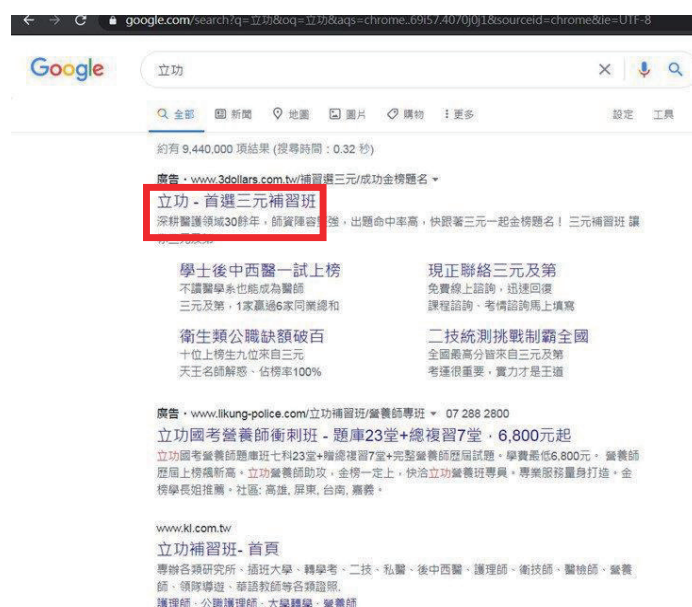 google.com/search?q=立功&oq=立功&aqs=chrome..69i57.4070j0j1&sourceid=chrome&ie=UTF-8
Google
立功
全部 新聞 地圖 圖片 購物 更多 設定 工具
約有 9,440,000 項結果 (搜尋時間：0.32 秒)
廣告・www.3dollars.com.tw/補習選三元/成功金榜題名
立功 - 首選三元補習班
深耕醫護領域30餘年，師資陣容堅強，出題命中率高，快跟著三元一起金榜題名！ 三元補習班 讓
學士後中西醫一試上榜
不讀醫學系也能成為醫師
三元及第，1家贏過6家同業總和
現正聯絡三元及第
免費線上諮詢，迅速回復
課程諮詢、考情諮詢馬上填寫
衛生類公職缺額破百
十位上榜生九位來自三元
天王名師解惑、佔榜率100%
二技統測挑戰制霸全國
全國最高分皆來自三元及第
考運很重要，實力才是王道
廣告・www.likung-police.com/立功補習班/營養師專班 07 288 2800
立功國考營養師衝刺班 - 題庫23堂+總複習7堂，6,800元起
立功國考營養師題庫班七科23堂+贈總複習7堂+完整營養師歷屆試題。學費最低6,800元。 營養師
歷屆上榜飆新高。立功營養師助攻，金榜一定上，快洽立功營養班專員。專業服務量身打造。金
榜學長姐推薦。社區: 高雄, 屏東, 台南, 嘉義。
www.kl.com.tw
立功補習班- 首頁
專辦各類研究所、插班大學、轉學考、二技、私醫、後中西醫、護理師、衛技師、醫檢師、營養
師、領隊導遊、華語教師等各類證照,
護理師・公職護理師・大學轉學・營養師